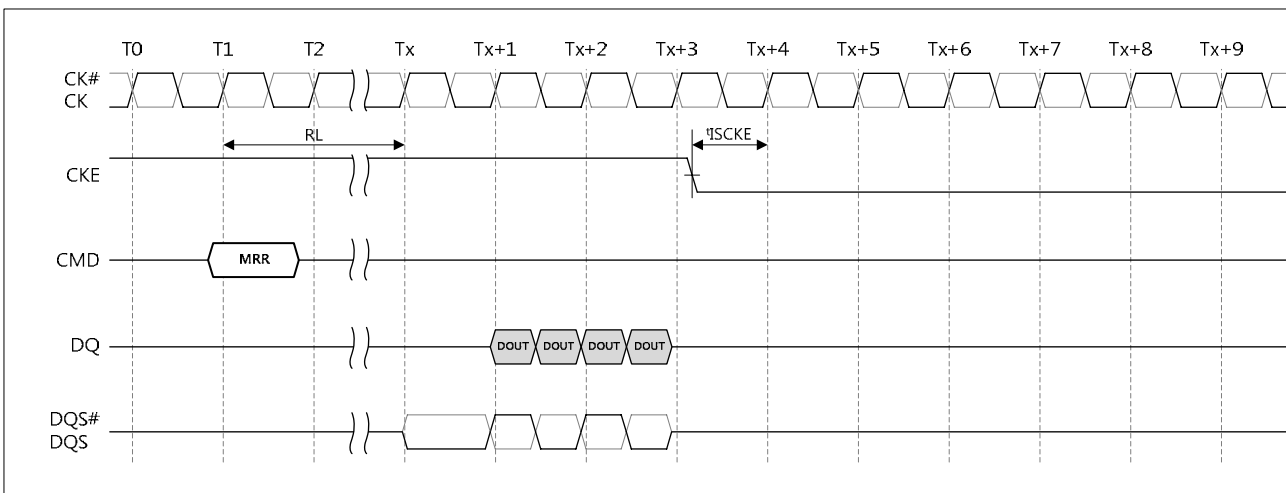 T0 T1 T2 Tx Tx+1 Tx+2 Tx+3 Tx+4 Tx+5 Tx+6 Tx+7 Tx+8 Tx+9
CK#
CK
RL
tISCKE
CKE
CMD
MRR
DQ
DOUT DOUT DOUT DOUT
DQS#
DQS